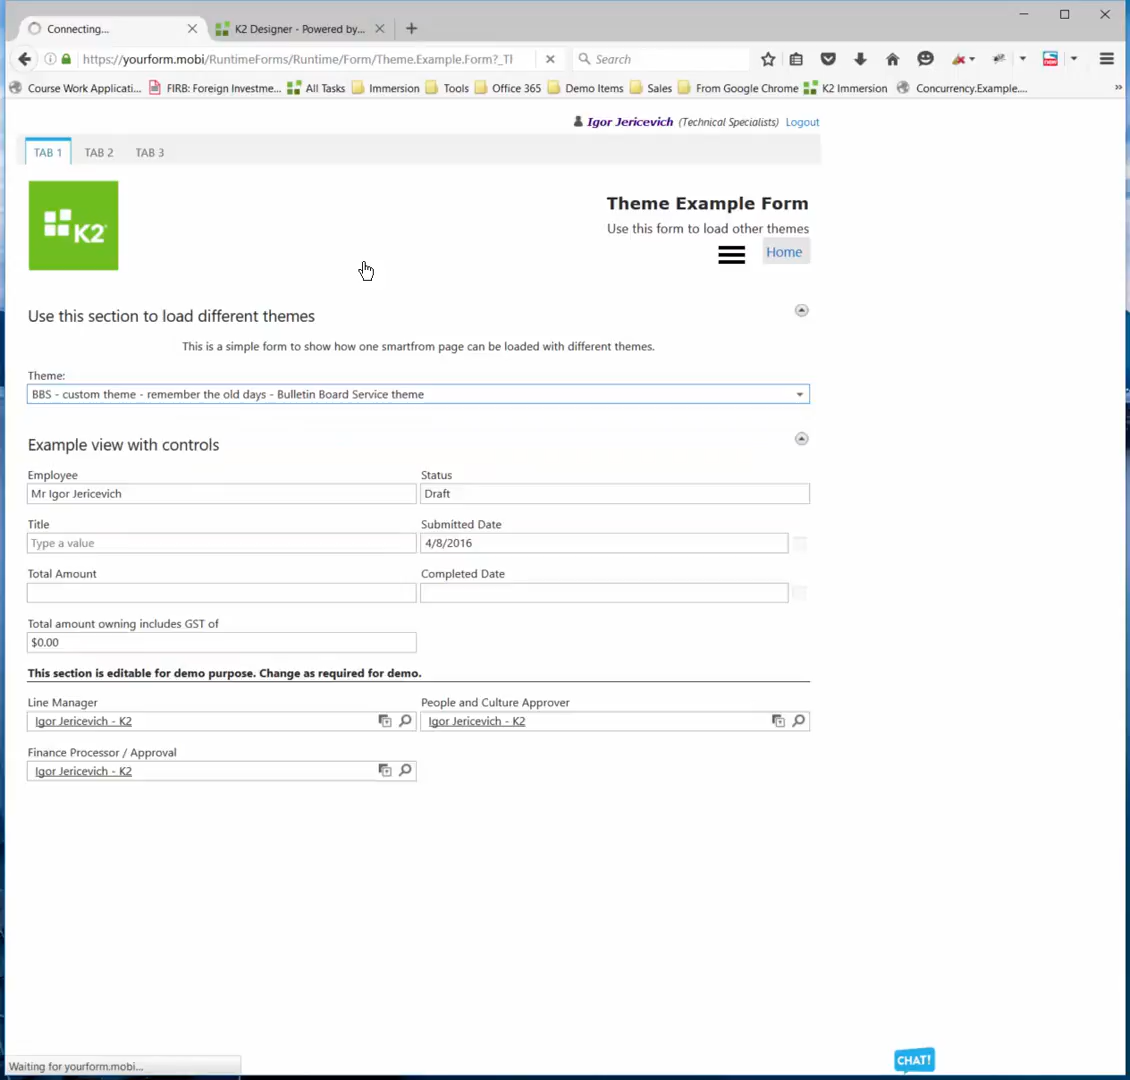 Connecting...
K2 Designer - Powered by...
https://yourform.mobi/RuntimeForms/Runtime/Form/Theme.Example.Form?_Tl
Search
Course Work Applicati...
FIRB: Foreign Investme...
All Tasks
Immersion
Tools
Office 365
Demo Items
Sales
From Google Chrome
K2 Immersion
Concurrency.Example....
»
Igor Jericevich (Technical Specialists) Logout
TAB 1
TAB 2
TAB 3
K2
Theme Example Form
Use this form to load other themes
Home
Use this section to load different themes
This is a simple form to show how one smartfrom page can be loaded with different themes.
Theme:
BBS - custom theme - remember the old days - Bulletin Board Service theme
Example view with controls
Employee
Status
Mr Igor Jericevich
Draft
Title
Submitted Date
Type a value
4/8/2016
Total Amount
Completed Date
Total amount owning includes GST of
$0.00
This section is editable for demo purpose. Change as required for demo.
Line Manager
People and Culture Approver
Igor Jericevich - K2
Igor Jericevich - K2
Finance Processor / Approval
Igor Jericevich - K2
Waiting for yourform.mobi...
CHAT!